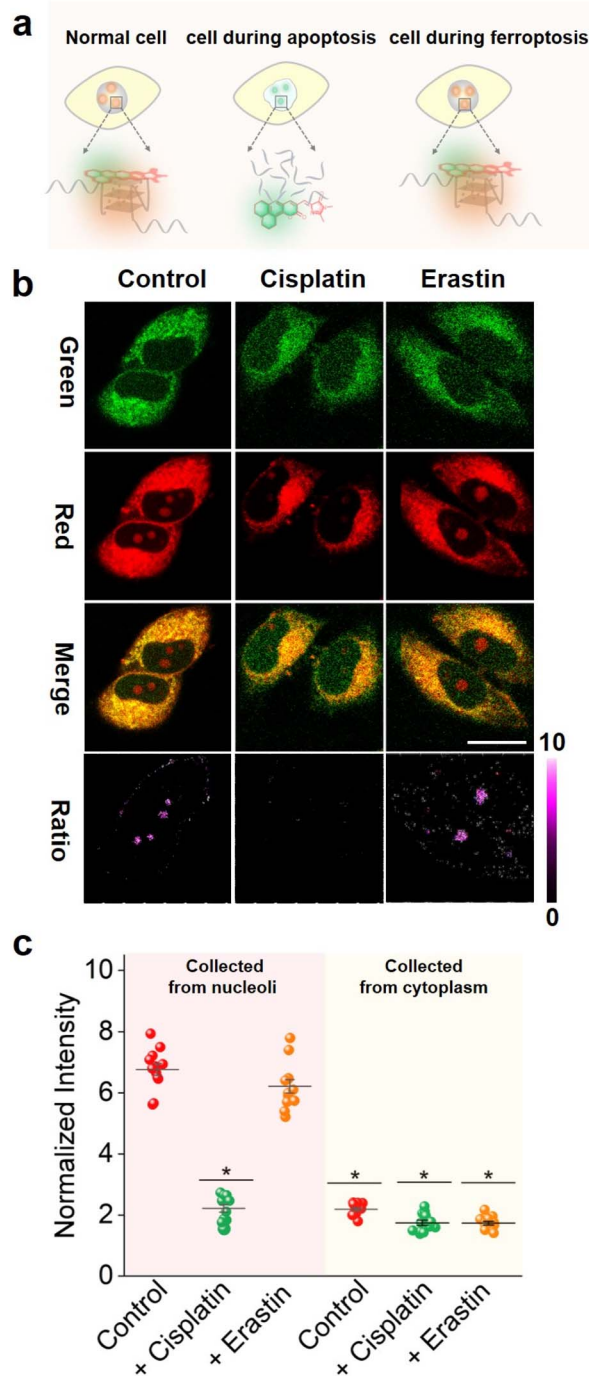 a
Normal cell
cell during apoptosis
cell during ferroptosis
b
Control
Cisplatin
Erastin
Green
Red
Merge
Ratio
10
0
c
Collected
from nucleoli
Collected
from cytoplasm
Normalized Intensity
10
8
6
4
2
0
*
*
*
*
Control
+ Cisplatin
+ Erastin
Control
+ Cisplatin
+ Erastin